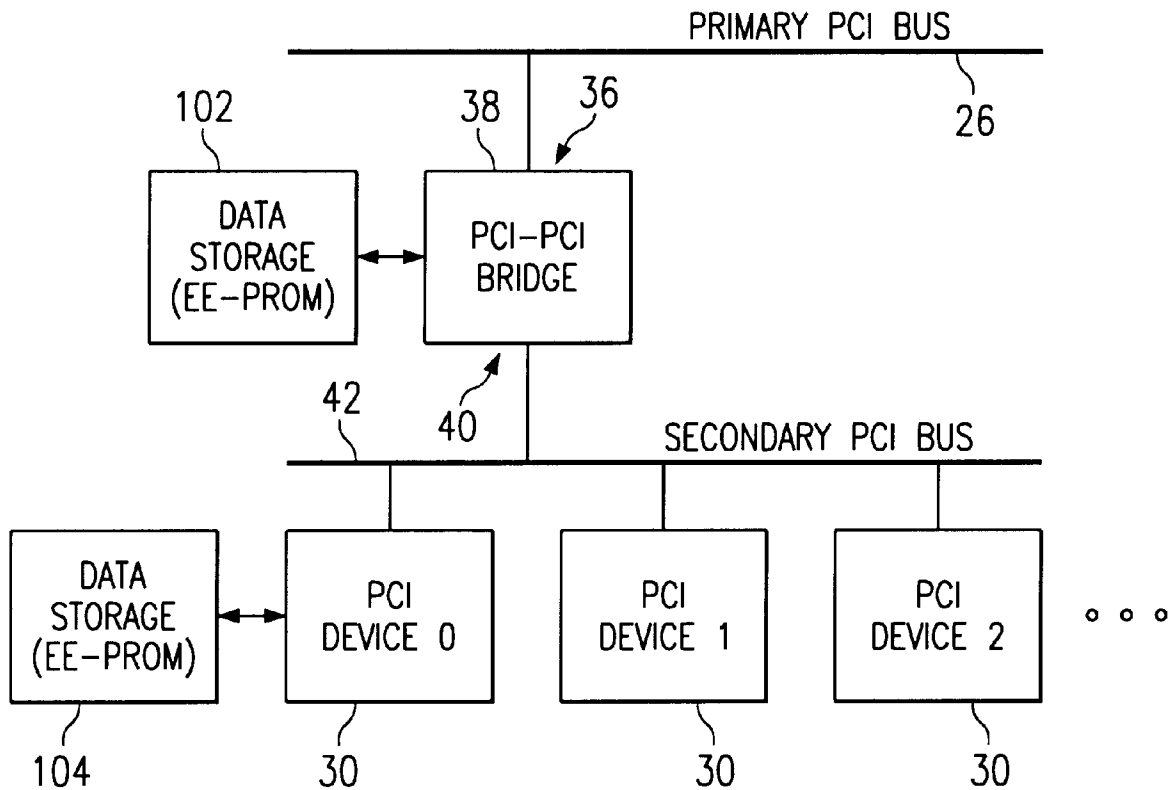 PRIMARY PCI BUS
26
102
38
36
DATA
STORAGE
(EE-PROM)
PCI-PCI
BRIDGE
42
40
SECONDARY PCI BUS
DATA
STORAGE
(EE-PROM)
PCI
DEVICE 0
PCI
DEVICE 1
PCI
DEVICE 2
104
30
30
30